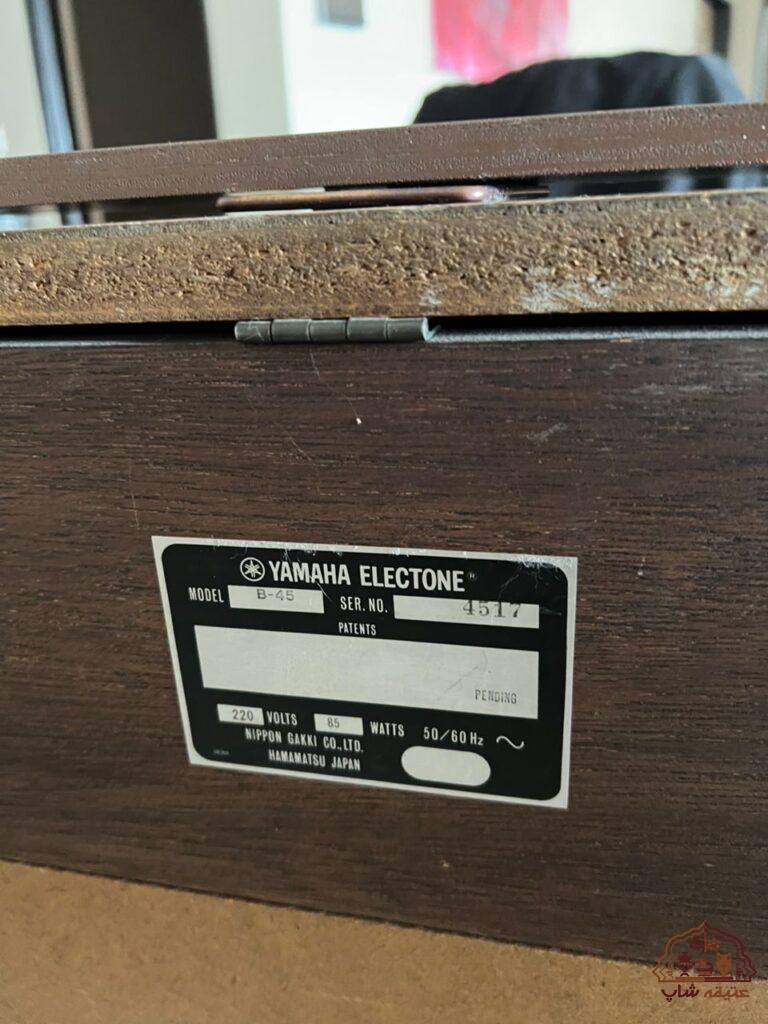 YAMAHA ELECTONE®
MODEL B-45 SER. NO. 4517
PATENTS
PENDING
220 VOLTS 85 WATTS 50/60 Hz ~
NIPPON GAKKI CO., LTD.
HAMAMATSU JAPAN
عتیقه شاپ